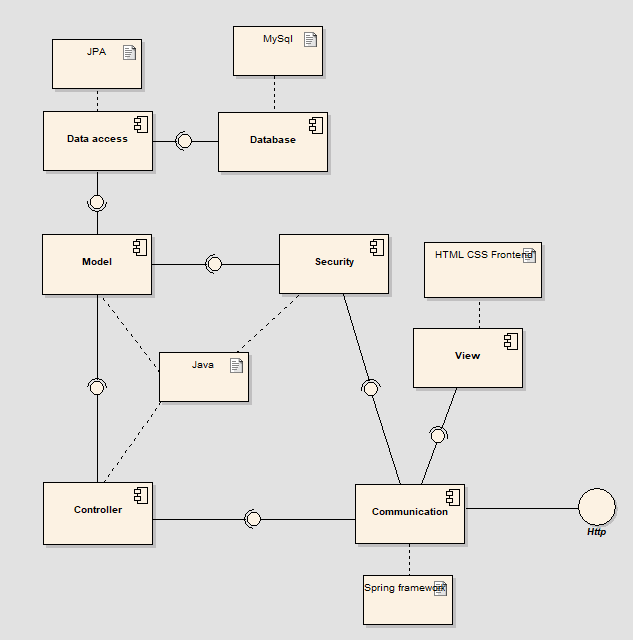 MySql
JPA
Data access
Database
Model
Security
HTML CSS Frontend
View
Java
Controller
Communication
Http
Spring framework